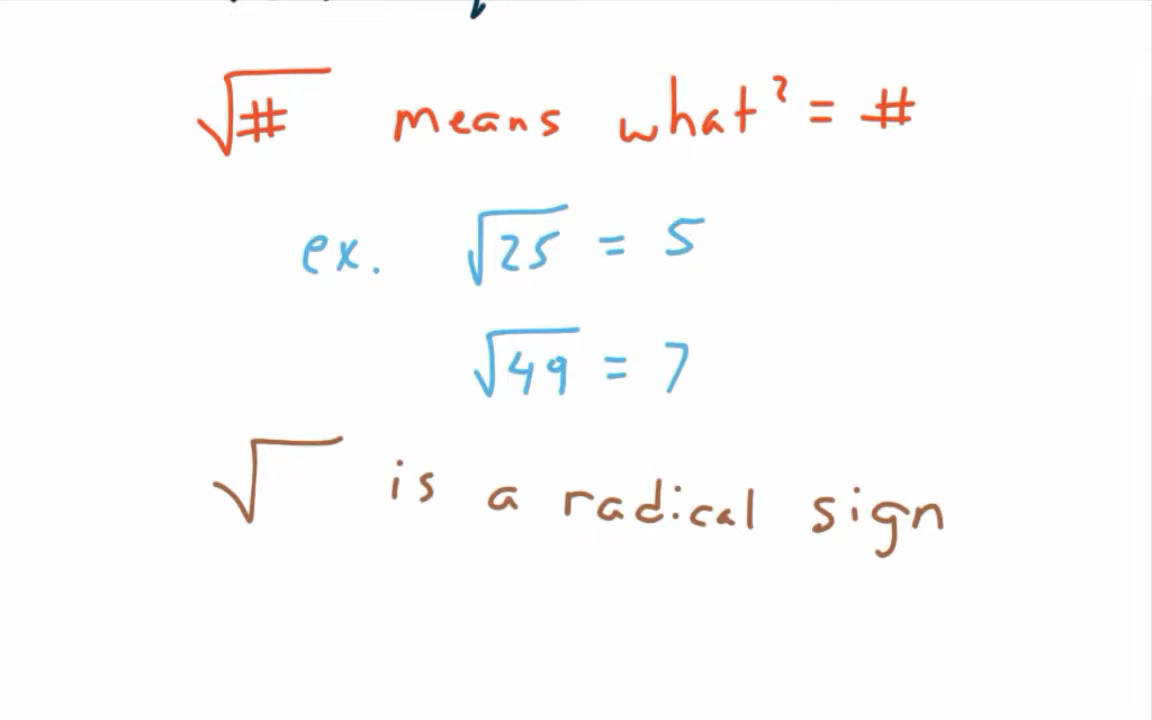 √# means what² = #
ex. √25 = 5
√49 = 7
√ is a radical sign